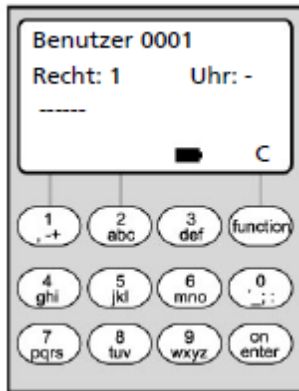 Benutzer 0001
Recht: 1 Uhr: -
------
C
1 2 3 function
, -+ abc def
4 5 6 0
ghi jkl mno '_; :
7 8 9 on
pqrs tuv wxyz enter